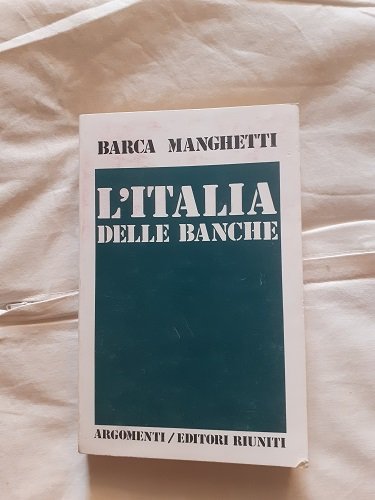 BARCA MANGHETTI
L'ITALIA
DELLE BANCHE
ARGOMENTI/EDITORI RIUNITI